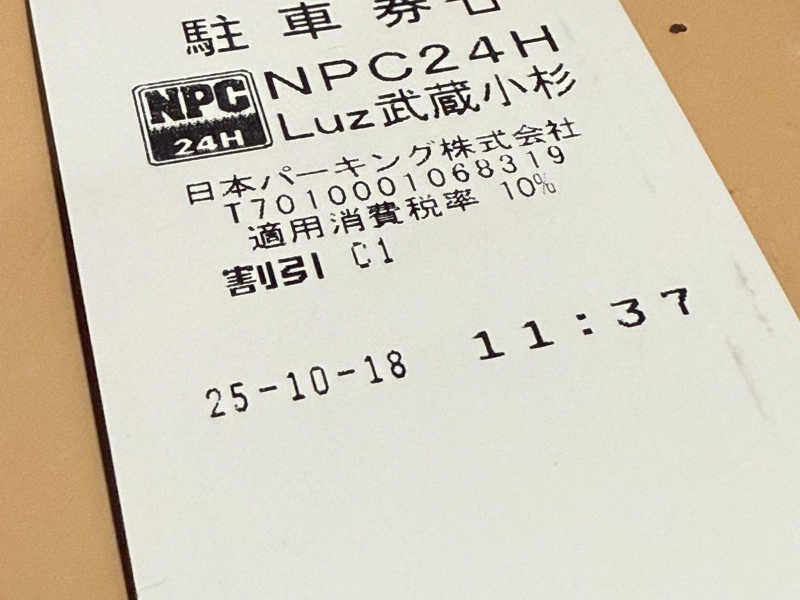 駐車券
NPC24H
NPC
24H
Luz武蔵小杉
日本パーキング株式会社
T7010001068319
適用消費税率 10%
割引 C1
25-10-18 11:37